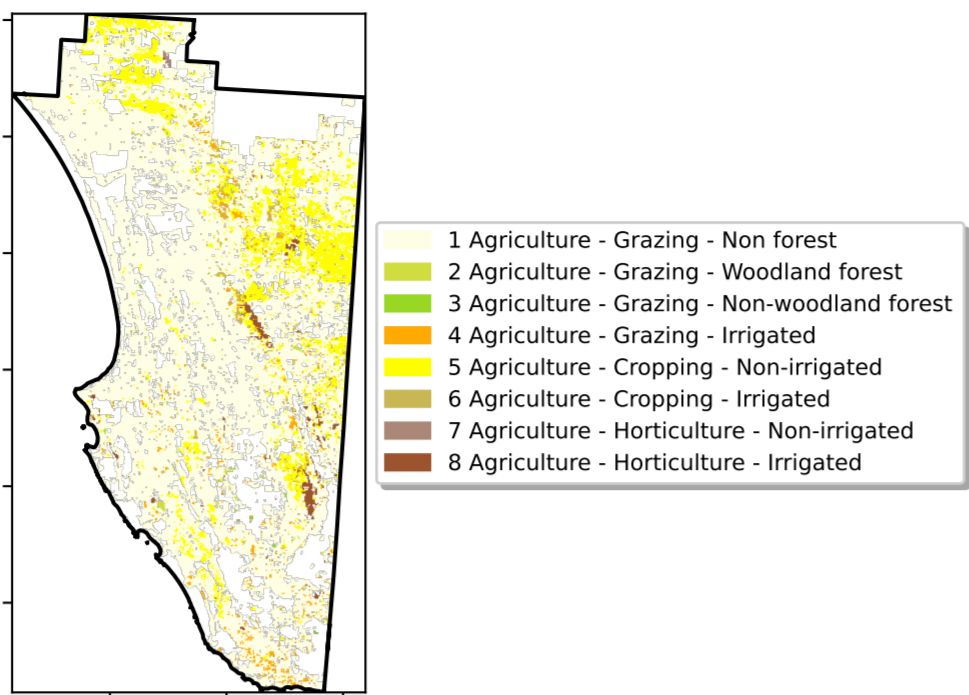 1 Agriculture - Grazing - Non forest
2 Agriculture - Grazing - Woodland forest
3 Agriculture - Grazing - Non-woodland forest
4 Agriculture - Grazing - Irrigated
5 Agriculture - Cropping - Non-irrigated
6 Agriculture - Cropping - Irrigated
7 Agriculture - Horticulture - Non-irrigated
8 Agriculture - Horticulture - Irrigated